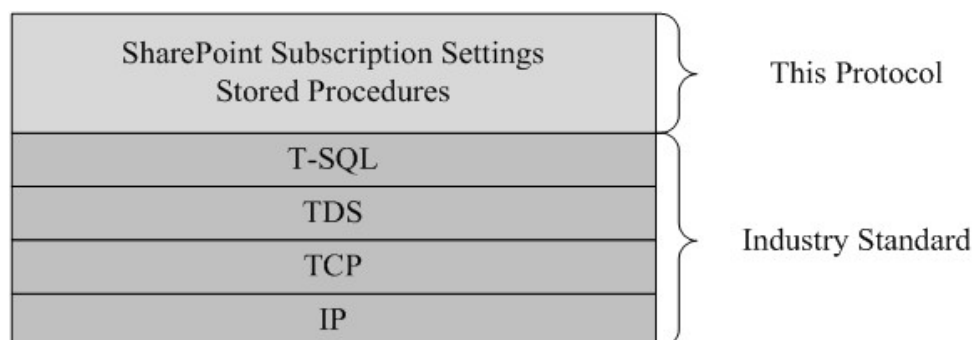 SharePoint Subscription Settings
Stored Procedures
This Protocol
T-SQL
TDS
TCP
IP
Industry Standard